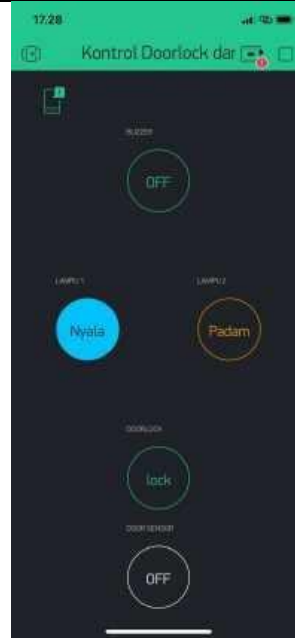 17.28
Kontrol Doorlock dar
BUZZER
OFF
LAMPU 1
LAMPU 2
Nyala
Padam
DOORLOCK
lock
DOOR SENSOR
OFF